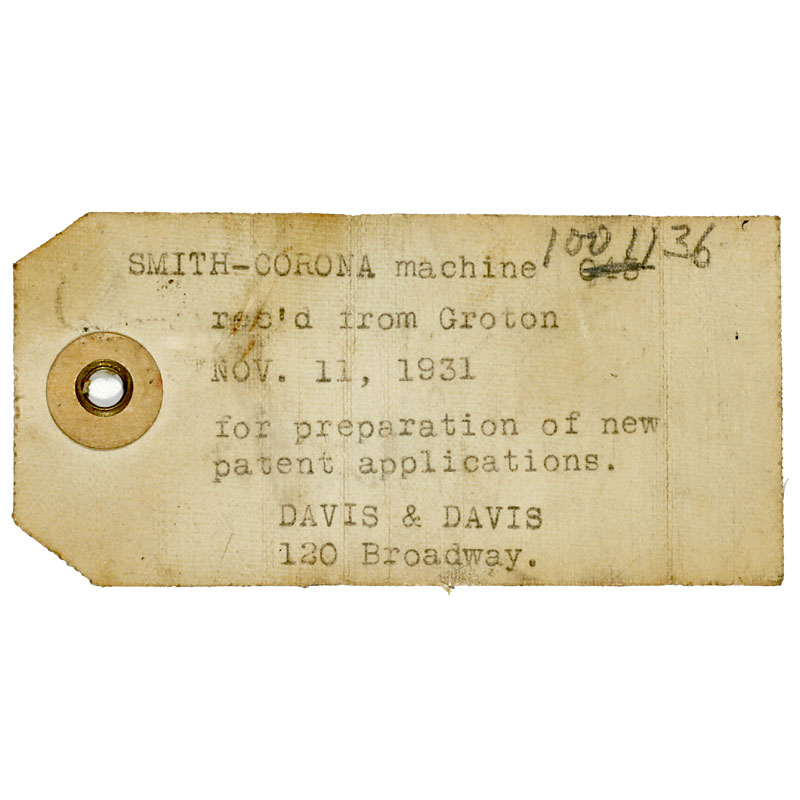 SMITH-CORONA machine 1001136
rec'd from Groton
NOV. 11, 1931
for preparation of new
patent applications.
DAVIS & DAVIS
120 Broadway.